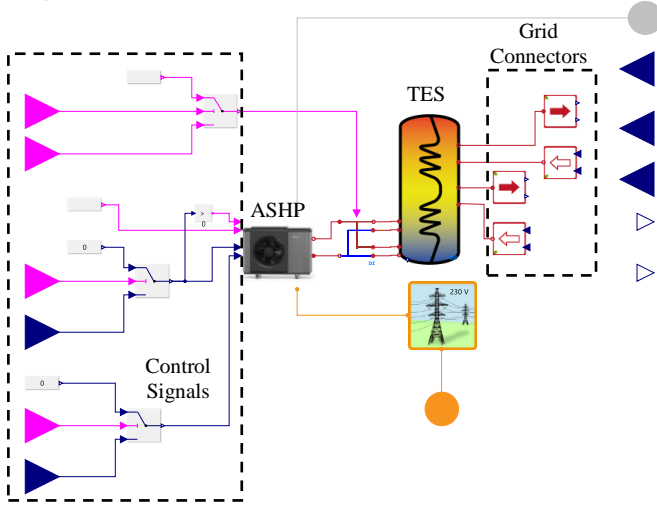 Grid
Connectors
TES
ASHP
>
0
0
230 V
Control
Signals
0